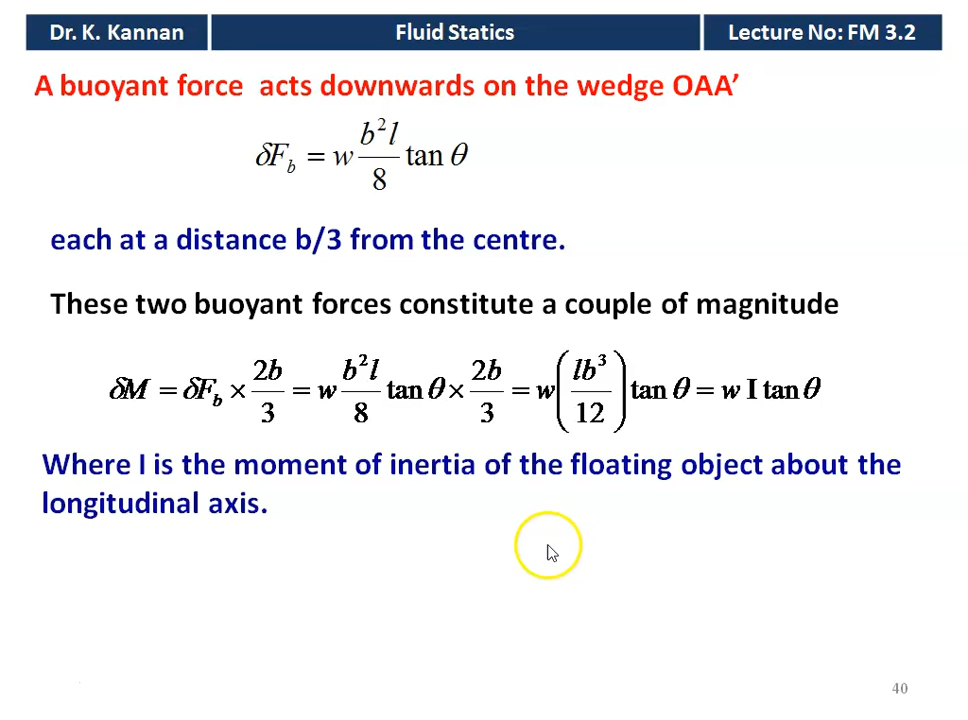 Dr. K. Kannan Fluid Statics Lecture No: FM 3.2
A buoyant force acts downwards on the wedge OAA’
δF_b = w b²l/8 tan θ
each at a distance b/3 from the centre.
These two buoyant forces constitute a couple of magnitude
δM = δF_b × 2b/3 = w b²l/8 tan θ × 2b/3 = w (lb³/12) tan θ = w I tan θ
Where I is the moment of inertia of the floating object about the
longitudinal axis.
40